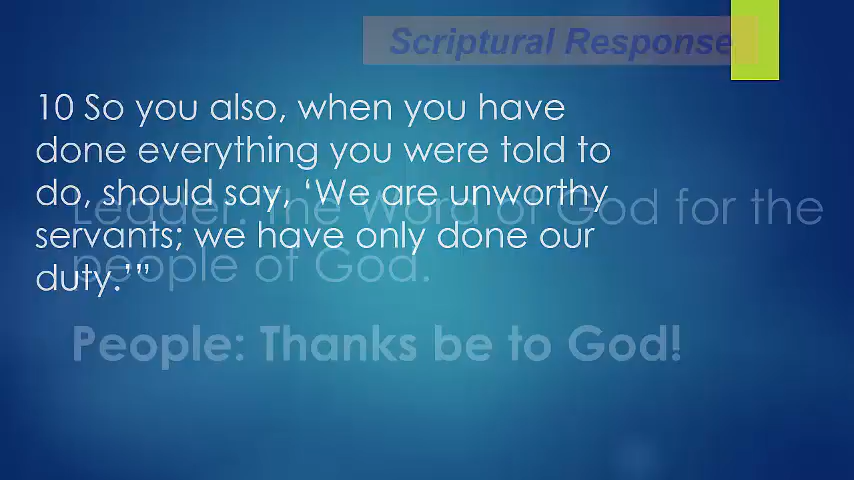 Scriptural Response
10 So you also, when you have
done everything you were told to
do, should say, ‘We are unworthy
servants; we have only done our
duty.’”
Leader: The Word of God for the
people of God.
People: Thanks be to God!